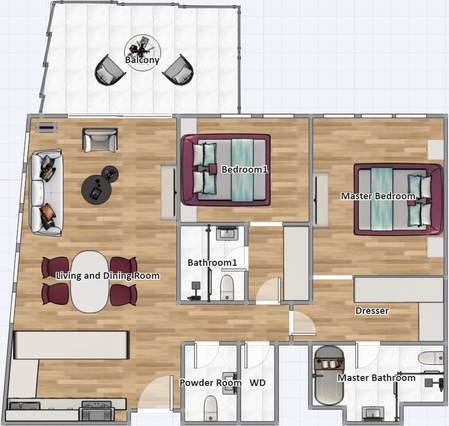 Balcony
Bedroom1
Master Bedroom
Bathroom1
Living and Dining Room
Dresser
Master Bathroom
Powder Room
WD